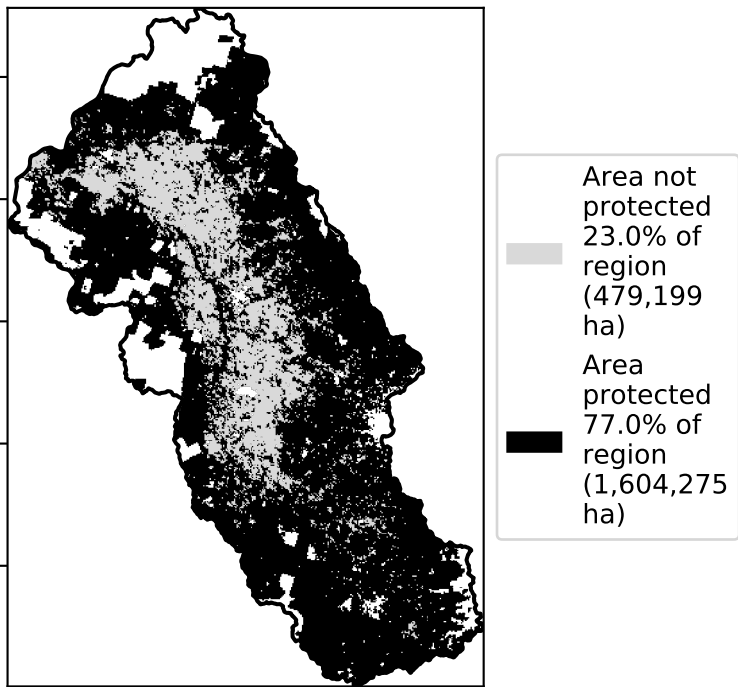 Area not
protected
23.0% of
region
(479,199
ha)
Area
protected
77.0% of
region
(1,604,275
ha)